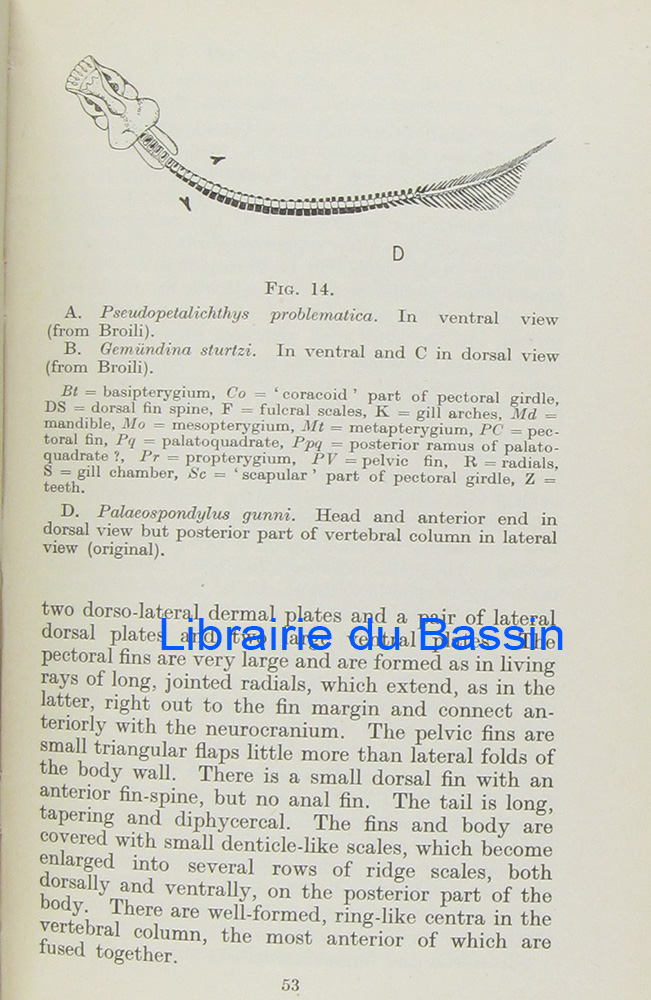 D
FIG. 14.
A. Pseudopetalichthys problematica. In ventral view
(from Broili).
B. Gemündina sturtzi. In ventral and C in dorsal view
(from Broili).
Bt = basipterygium, Co = ‘coracoid’ part of pectoral girdle,
DS = dorsal fin spine, F = fulcral scales, K = gill arches, Md =
mandible, Mo = mesopterygium, Mt = metapterygium, PC = pec-
toral fin, Pq = palatoquadrate, Ppq = posterior ramus of palato-
quadrate ?, Pr = propterygium, PV = pelvic fin, R = radials,
S = gill chamber, Sc = ‘scapular’ part of pectoral girdle, Z =
teeth.
D. Palaeospondylus gunni. Head and anterior end in
dorsal view but posterior part of vertebral column in lateral
view (original).
two dorso-lateral dermal plates and a pair of lateral
dorsal plates and two large ventral plates. The
Librairie du Bassin
pectoral fins are very large and are formed as in living
rays of long, jointed radials, which extend, as in the
latter, right out to the fin margin and connect an-
teriorly with the neurocranium. The pelvic fins are
small triangular flaps little more than lateral folds of
the body wall. There is a small dorsal fin with an
anterior fin-spine, but no anal fin. The tail is long,
tapering and diphycercal. The fins and body are
covered with small denticle-like scales, which become
enlarged into several rows of ridge scales, both
dorsally and ventrally, on the posterior part of the
body. There are well-formed, ring-like centra in the
vertebral column, the most anterior of which are
fused together.
53